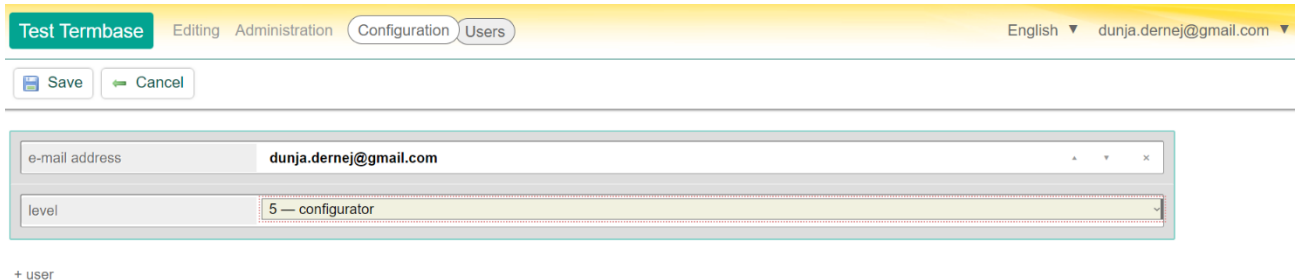 Test Termbase Editing Administration Configuration Users English ▼ dunja.dernej@gmail.com ▼
Save Cancel
e-mail address dunja.dernej@gmail.com ▲ ▼ ×
level 5 — configurator
+ user